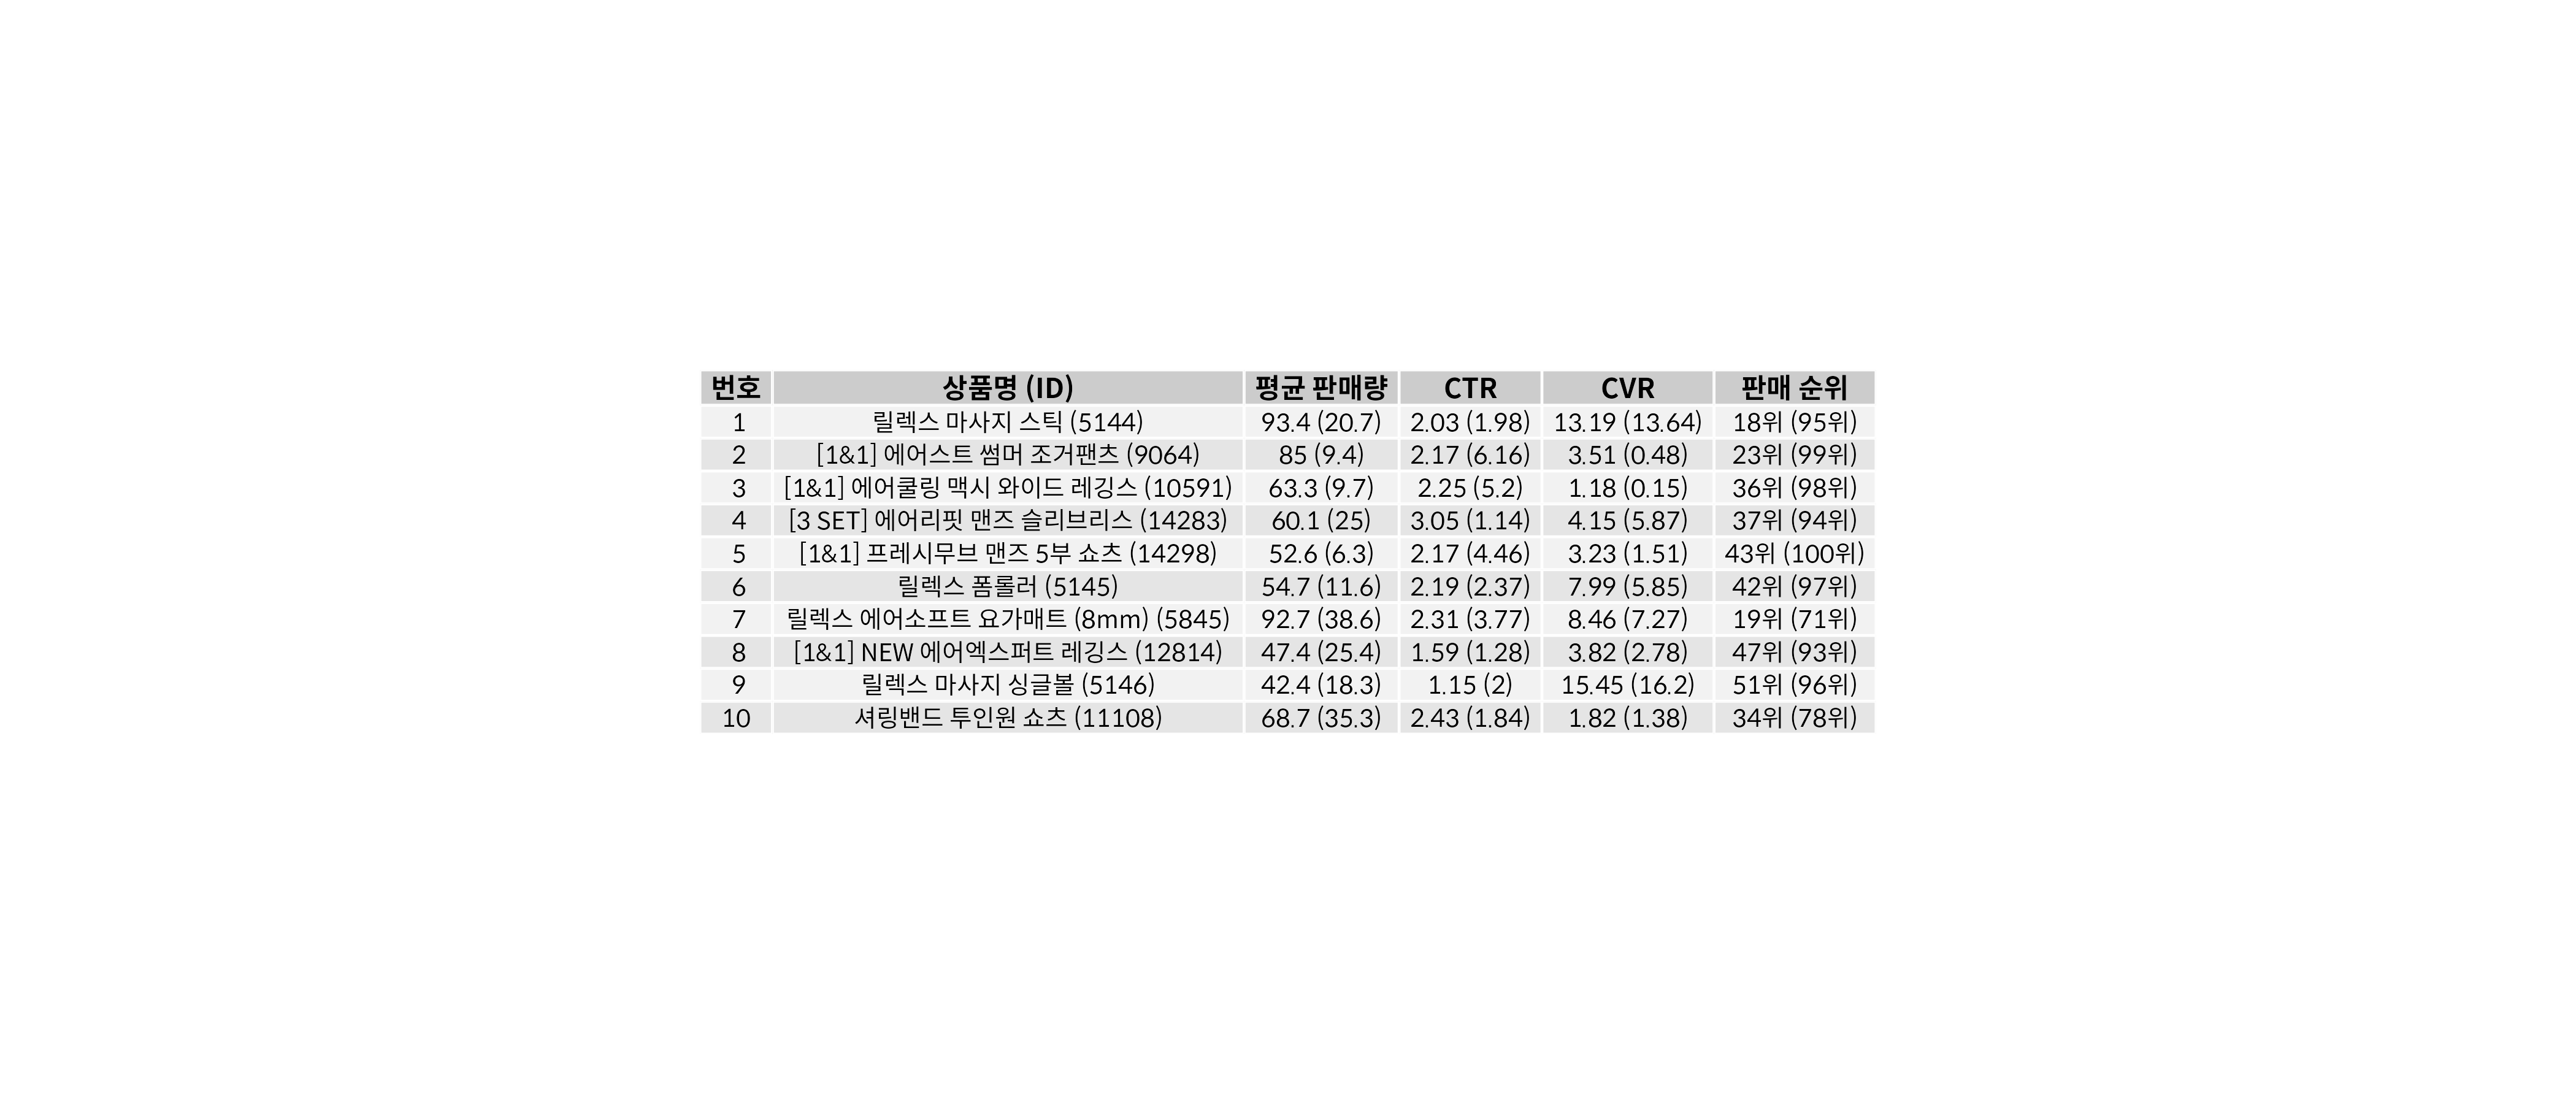 번호 상품명 (ID) 평균 판매량 CTR CVR 판매 순위
1 릴렉스 마사지 스틱 (5144) 93.4 (20.7) 2.03 (1.98) 13.19 (13.64) 18위 (95위)
2 [1&1] 에어스트 썸머 조거팬츠 (9064) 85 (9.4) 2.17 (6.16) 3.51 (0.48) 23위 (99위)
3 [1&1] 에어쿨링 맥시 와이드 레깅스 (10591) 63.3 (9.7) 2.25 (5.2) 1.18 (0.15) 36위 (98위)
4 [3 SET] 에어리핏 맨즈 슬리브리스 (14283) 60.1 (25) 3.05 (1.14) 4.15 (5.87) 37위 (94위)
5 [1&1] 프레시무브 맨즈 5부 쇼츠 (14298) 52.6 (6.3) 2.17 (4.46) 3.23 (1.51) 43위 (100위)
6 릴렉스 폼롤러 (5145) 54.7 (11.6) 2.19 (2.37) 7.99 (5.85) 42위 (97위)
7 릴렉스 에어소프트 요가매트 (8mm) (5845) 92.7 (38.6) 2.31 (3.77) 8.46 (7.27) 19위 (71위)
8 [1&1] NEW 에어엑스퍼트 레깅스 (12814) 47.4 (25.4) 1.59 (1.28) 3.82 (2.78) 47위 (93위)
9 릴렉스 마사지 싱글볼 (5146) 42.4 (18.3) 1.15 (2) 15.45 (16.2) 51위 (96위)
10 셔링밴드 투인원 쇼츠 (11108) 68.7 (35.3) 2.43 (1.84) 1.82 (1.38) 34위 (78위)